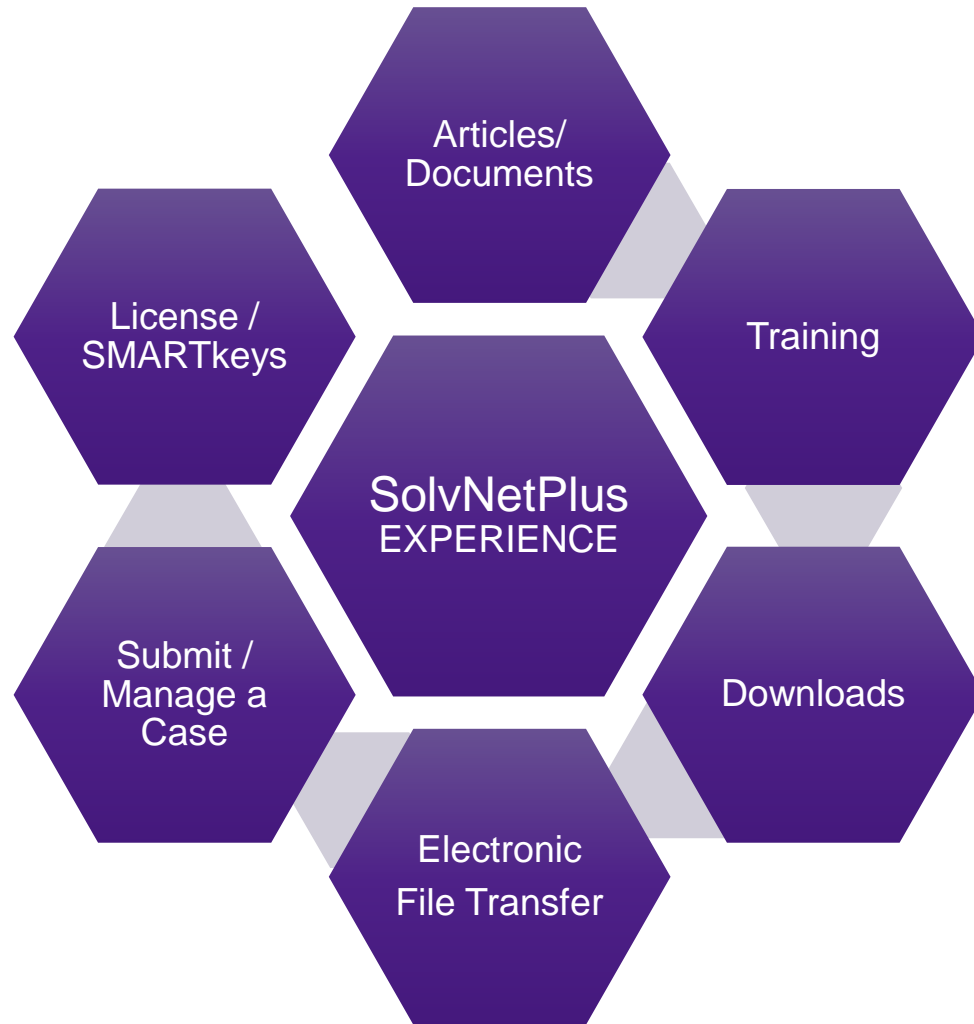 Articles/
Documents
License /
SMARTkeys
Training
SolvNetPlus
EXPERIENCE
Submit /
Manage a
Case
Downloads
Electronic
File Transfer